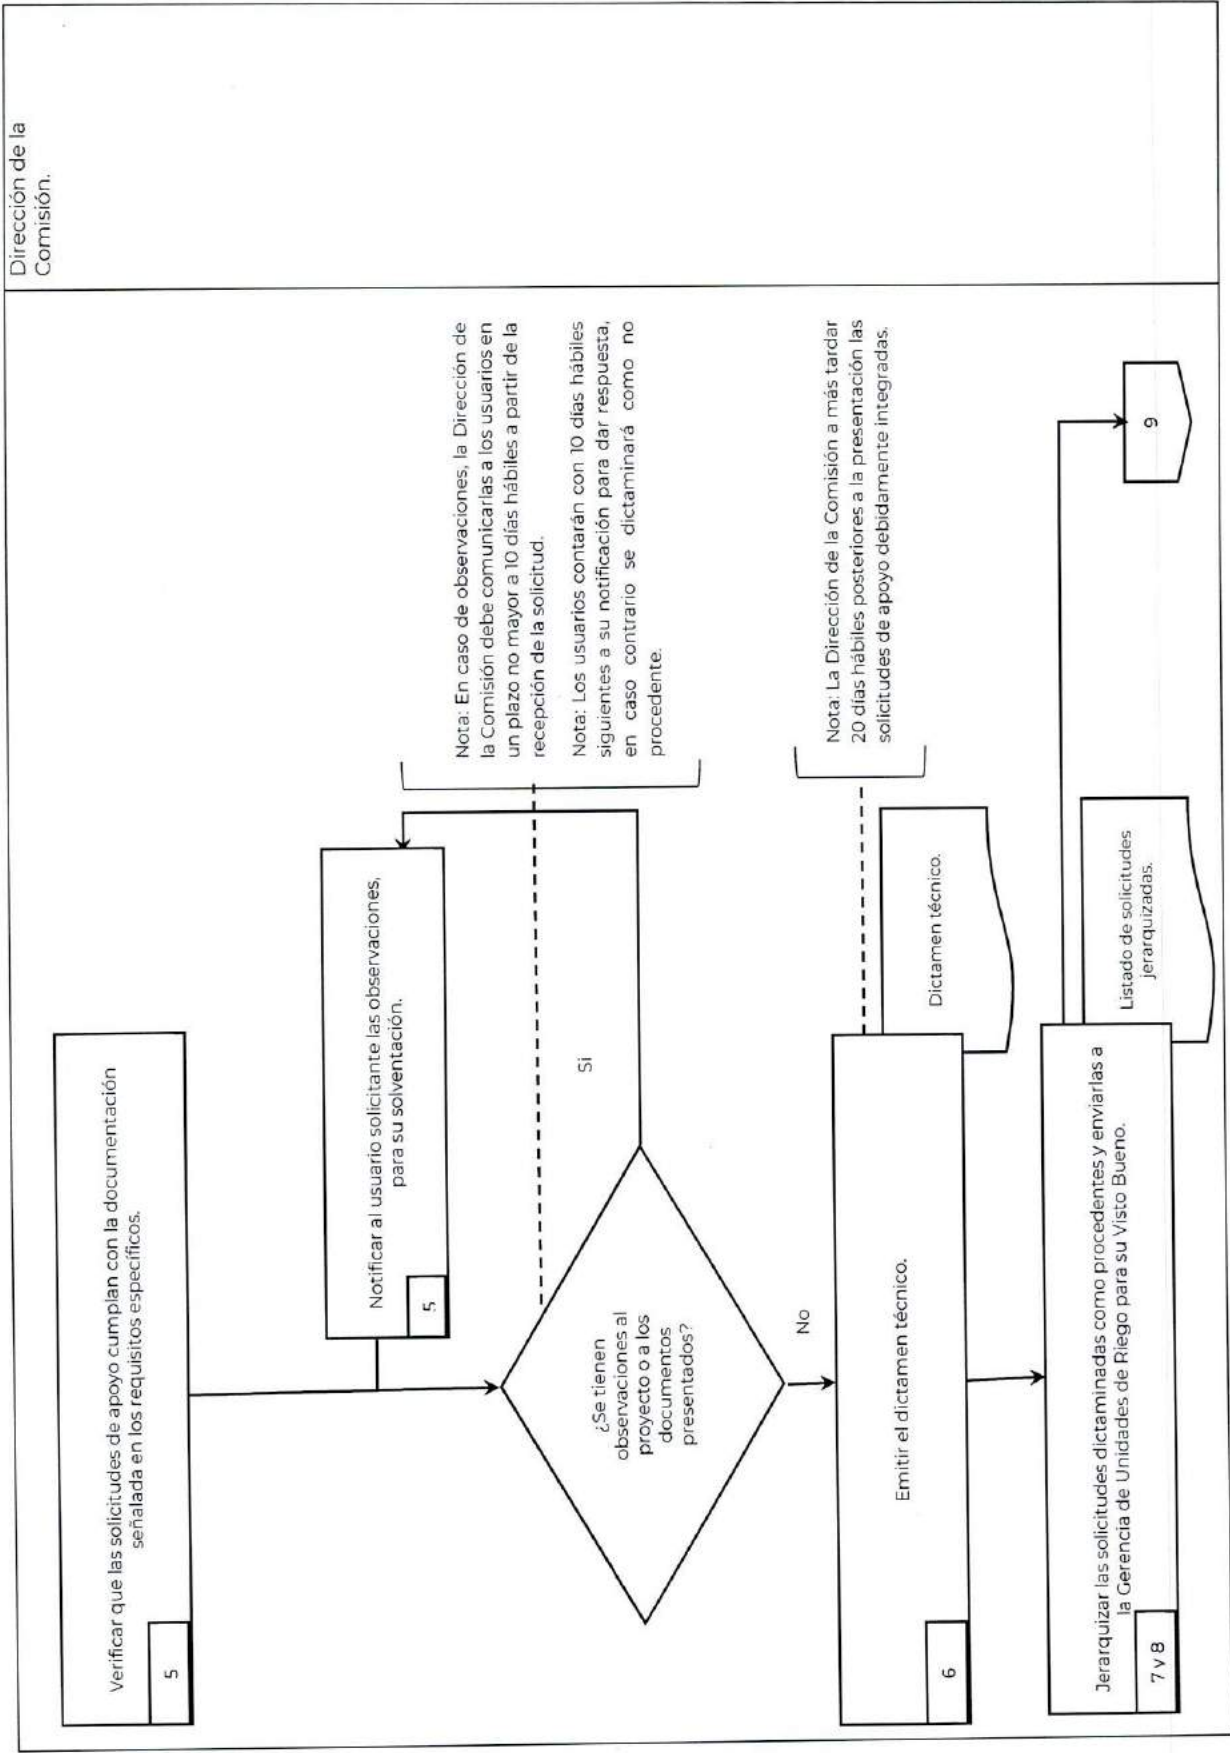 Dirección de la
Comisión.
Verificar que las solicitudes de apoyo cumplan con la documentación
señalada en los requisitos específicos.
5
Notificar al usuario solicitante las observaciones,
para su solventación.
5
Nota: En caso de observaciones, la Dirección de
la Comisión debe comunicarlas a los usuarios en
un plazo no mayor a 10 días hábiles a partir de la
recepción de la solicitud.
Nota: Los usuarios contarán con 10 días hábiles
siguientes a su notificación para dar respuesta,
en caso contrario se dictaminará como no
procedente.
Si
¿Se tienen
observaciones al
proyecto o a los
documentos
presentados?
No
Nota: La Dirección de la Comisión a más tardar
20 días hábiles posteriores a la presentación las
solicitudes de apoyo debidamente integradas.
Emitir el dictamen técnico.
6
Dictamen técnico.
Jerarquizar las solicitudes dictaminadas como procedentes y enviarlas a
la Gerencia de Unidades de Riego para su Visto Bueno.
7 y 8
Listado de solicitudes
jerarquizadas.
9